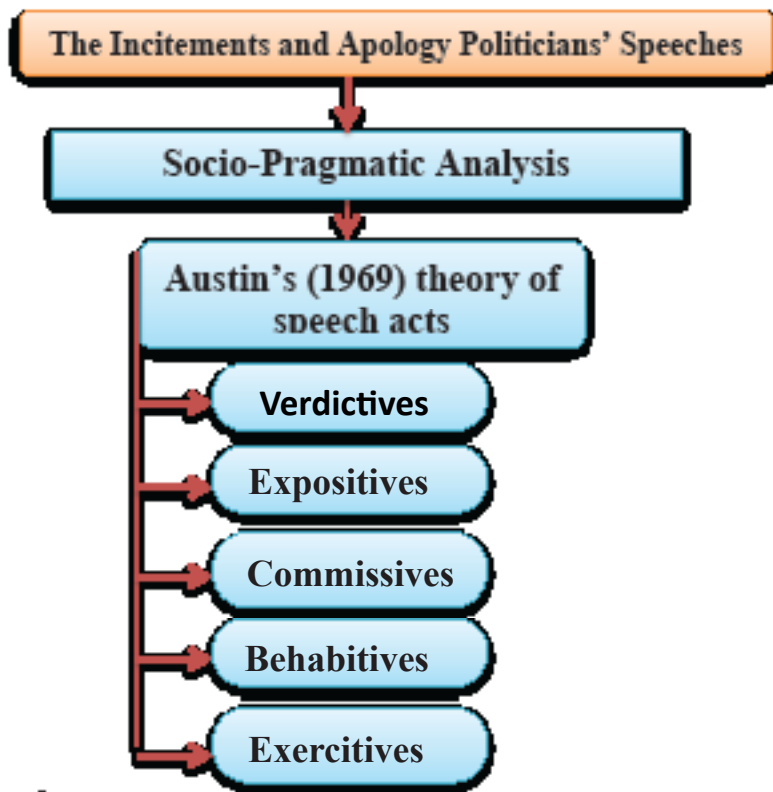 The Incitements and Apology Politicians’ Speeches
Socio-Pragmatic Analysis
Austin’s (1969) theory of
speech acts
Verdictives
Expositives
Commissives
Behabitives
Exercitives